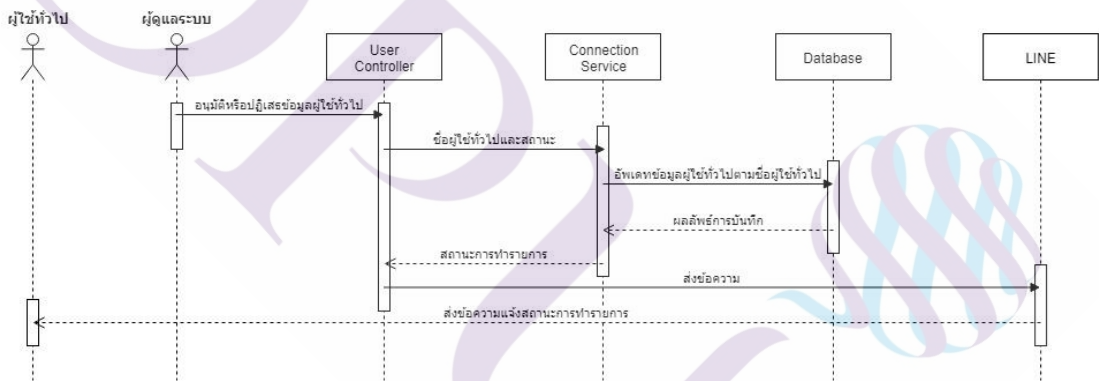 ผู้ใช้ทั่วไป
ผู้ดูแลระบบ
User
Controller
Connection
Service
Database
LINE
อนุมัติหรือปฏิเสธข้อมูลผู้ใช้ทั่วไป
ชื่อผู้ใช้ทั่วไปและสถานะ
อัพเดทข้อมูลผู้ใช้ทั่วไปตามชื่อผู้ใช้ทั่วไป
ผลลัพธ์การบันทึก
สถานะการทำรายการ
ส่งข้อความ
ส่งข้อความแจ้งสถานะการทำรายการ